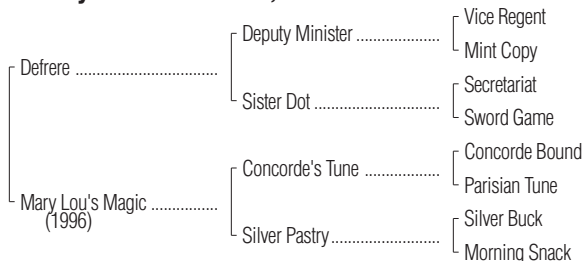 Vice Regent
Deputy Minister ....................
Mint Copy
Defrere .................................
Secretariat
Sister Dot .............................
Sword Game
Concorde Bound
Concorde's Tune ..................
Parisian Tune
Mary Lou's Magic ................
(1996)
Silver Buck
Silver Pastry.........................
Morning Snack